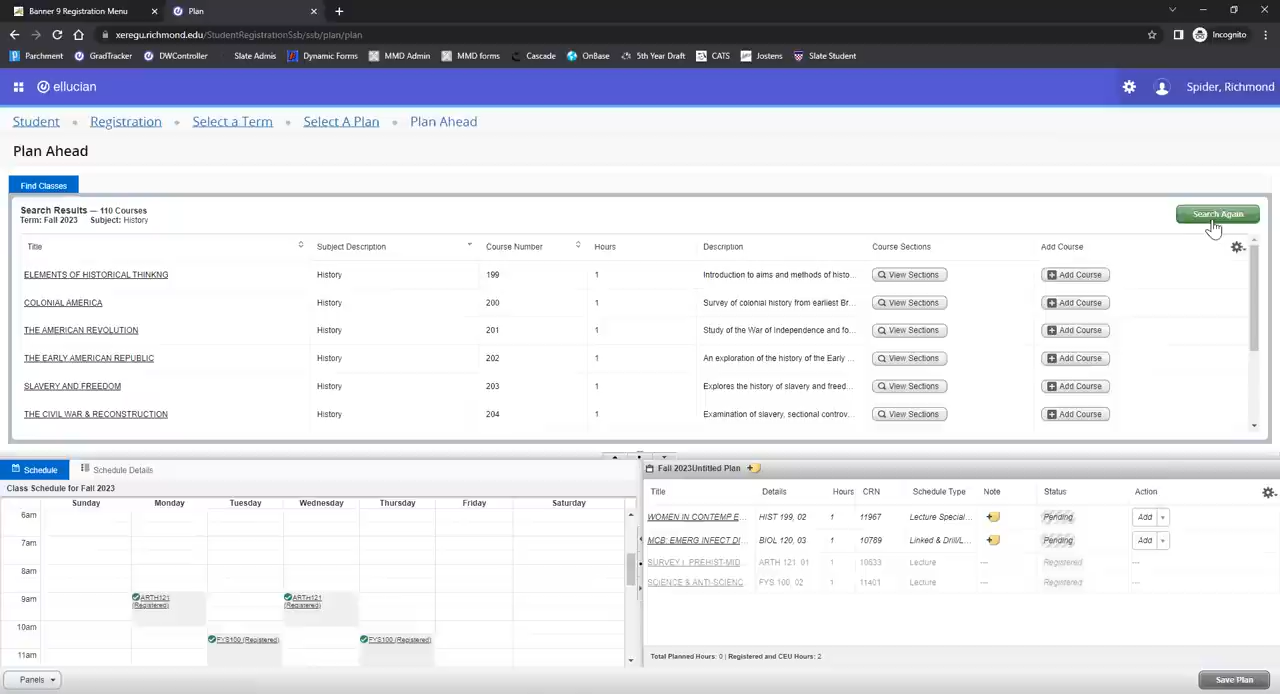 Banner 9 Registration Menu
Plan
xeregu.richmond.edu/StudentRegistrationSsb/ssb/plan/plan
Incognito
Parchment GradTracker DWController Slate Admis Dynamic Forms MMD Admin MMD forms Cascade OnBase 5th Year Draft CATS Jostens Slate Student
ellucian
Spider, Richmond
Student • Registration • Select a Term • Select A Plan • Plan Ahead
Plan Ahead
Find Classes
Search Results — 110 Courses
Term: Fall 2023 Subject: History
Search Again
Title Subject Description Course Number Hours Description Course Sections Add Course
ELEMENTS OF HISTORICAL THINKNG History 199 1 Introduction to aims and methods of histo... View Sections Add Course
COLONIAL AMERICA History 200 1 Survey of colonial history from earliest Br... View Sections Add Course
THE AMERICAN REVOLUTION History 201 1 Study of the War of Independence and fo... View Sections Add Course
THE EARLY AMERICAN REPUBLIC History 202 1 An exploration of the history of the Early ... View Sections Add Course
SLAVERY AND FREEDOM History 203 1 Explores the history of slavery and freed... View Sections Add Course
THE CIVIL WAR & RECONSTRUCTION History 204 1 Examination of slavery, sectional controv... View Sections Add Course
Schedule Schedule Details
Class Schedule for Fall 2023
Sunday Monday Tuesday Wednesday Thursday Friday Saturday
6am
7am
8am
9am
ARTH121 (Registered)
ARTH121 (Registered)
10am
FYS100 (Registered)
FYS100 (Registered)
11am
Fall 2023Untitled Plan
Title Details Hours CRN Schedule Type Note Status Action
WOMEN IN CONTEMP E... HIST 199, 02 1 11967 Lecture Special... Pending Add
MCB: EMERG INFECT DI... BIOL 120, 03 1 10789 Linked & Drill/L... Pending Add
SURVEY I: PREHIST-MID... ARTH 121 01 1 10633 Lecture --- Registered ---
SCIENCE & ANTI-SCIENC... FYS 100 02 1 11401 Lecture --- Registered ---
Total Planned Hours: 0 | Registered and CEU Hours: 2
Panels
Save Plan